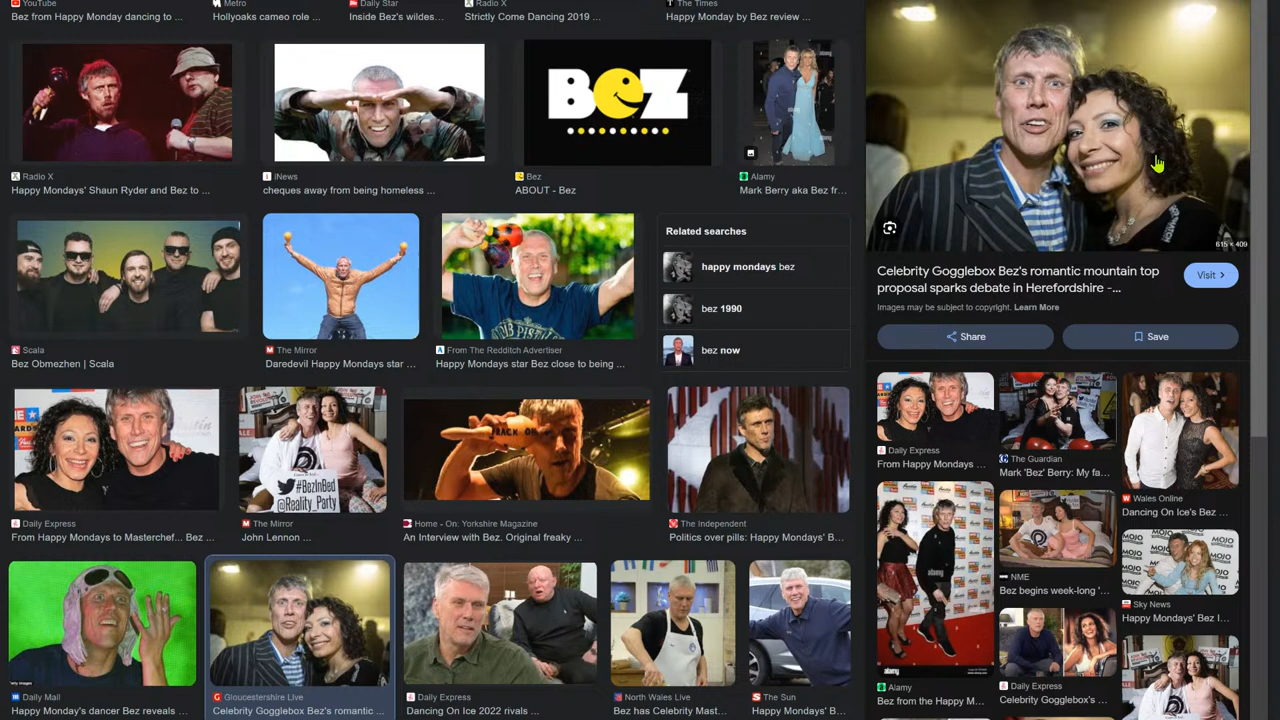 YouTube
Bez from Happy Monday dancing to ...
Metro
Hollyoaks cameo role ...
Daily Star
Inside Bez's wildes...
Radio X
Strictly Come Dancing 2019 ...
The Times
Happy Monday by Bez review ...
Radio X
Happy Mondays' Shaun Ryder and Bez to ...
iNews
cheques away from being homeless ...
BEZ
Bez
ABOUT - Bez
Alamy
Mark Berry aka Bez fr...
Scala
Bez Obmezhen | Scala
The Mirror
Daredevil Happy Mondays star ...
From The Redditch Advertiser
Happy Mondays star Bez close to being ...
Related searches
happy mondays bez
bez 1990
bez now
Daily Express
From Happy Mondays to Masterchef... Bez ...
#BezInBed
@Reality_Party
The Mirror
John Lennon ...
Home - On: Yorkshire Magazine
An Interview with Bez. Original freaky ...
The Independent
Politics over pills: Happy Mondays' B...
Daily Mail
Happy Monday's dancer Bez reveals ...
Gloucestershire Live
Celebrity Gogglebox Bez's romantic ...
Daily Express
Dancing On Ice 2022 rivals ...
North Wales Live
Bez has Celebrity Mast...
The Sun
Happy Mondays' B...
615 × 409
Celebrity Gogglebox Bez's romantic mountain top
proposal sparks debate in Herefordshire -...
Visit
Images may be subject to copyright. Learn More
Share
Save
Daily Express
From Happy Mondays ...
The Guardian
Mark 'Bez' Berry: My fa...
Wales Online
Dancing On Ice's Bez ...
alamy
Alamy
Bez from the Happy M...
NME
Bez begins week-long '...
MOJO
Sky News
Happy Mondays' Bez l...
Daily Express
Celebrity Gogglebox's ...